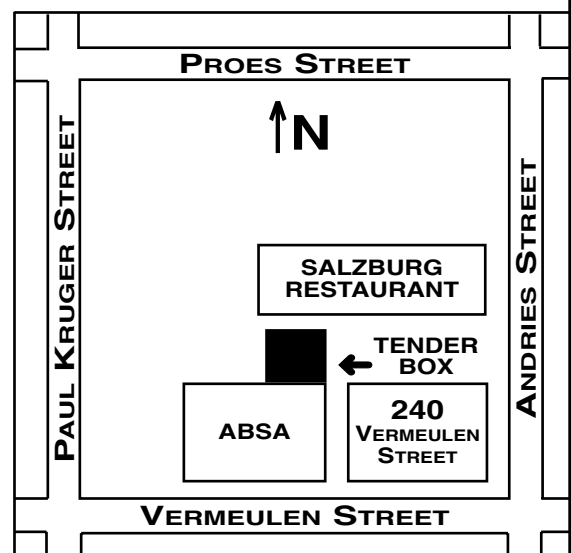 PROES STREET
N
PAUL KRUGER STREET
ANDRIES STREET
SALZBURG
RESTAURANT
TENDER
BOX
ABSA
240
VERMEULEN
STREET
VERMEULEN STREET